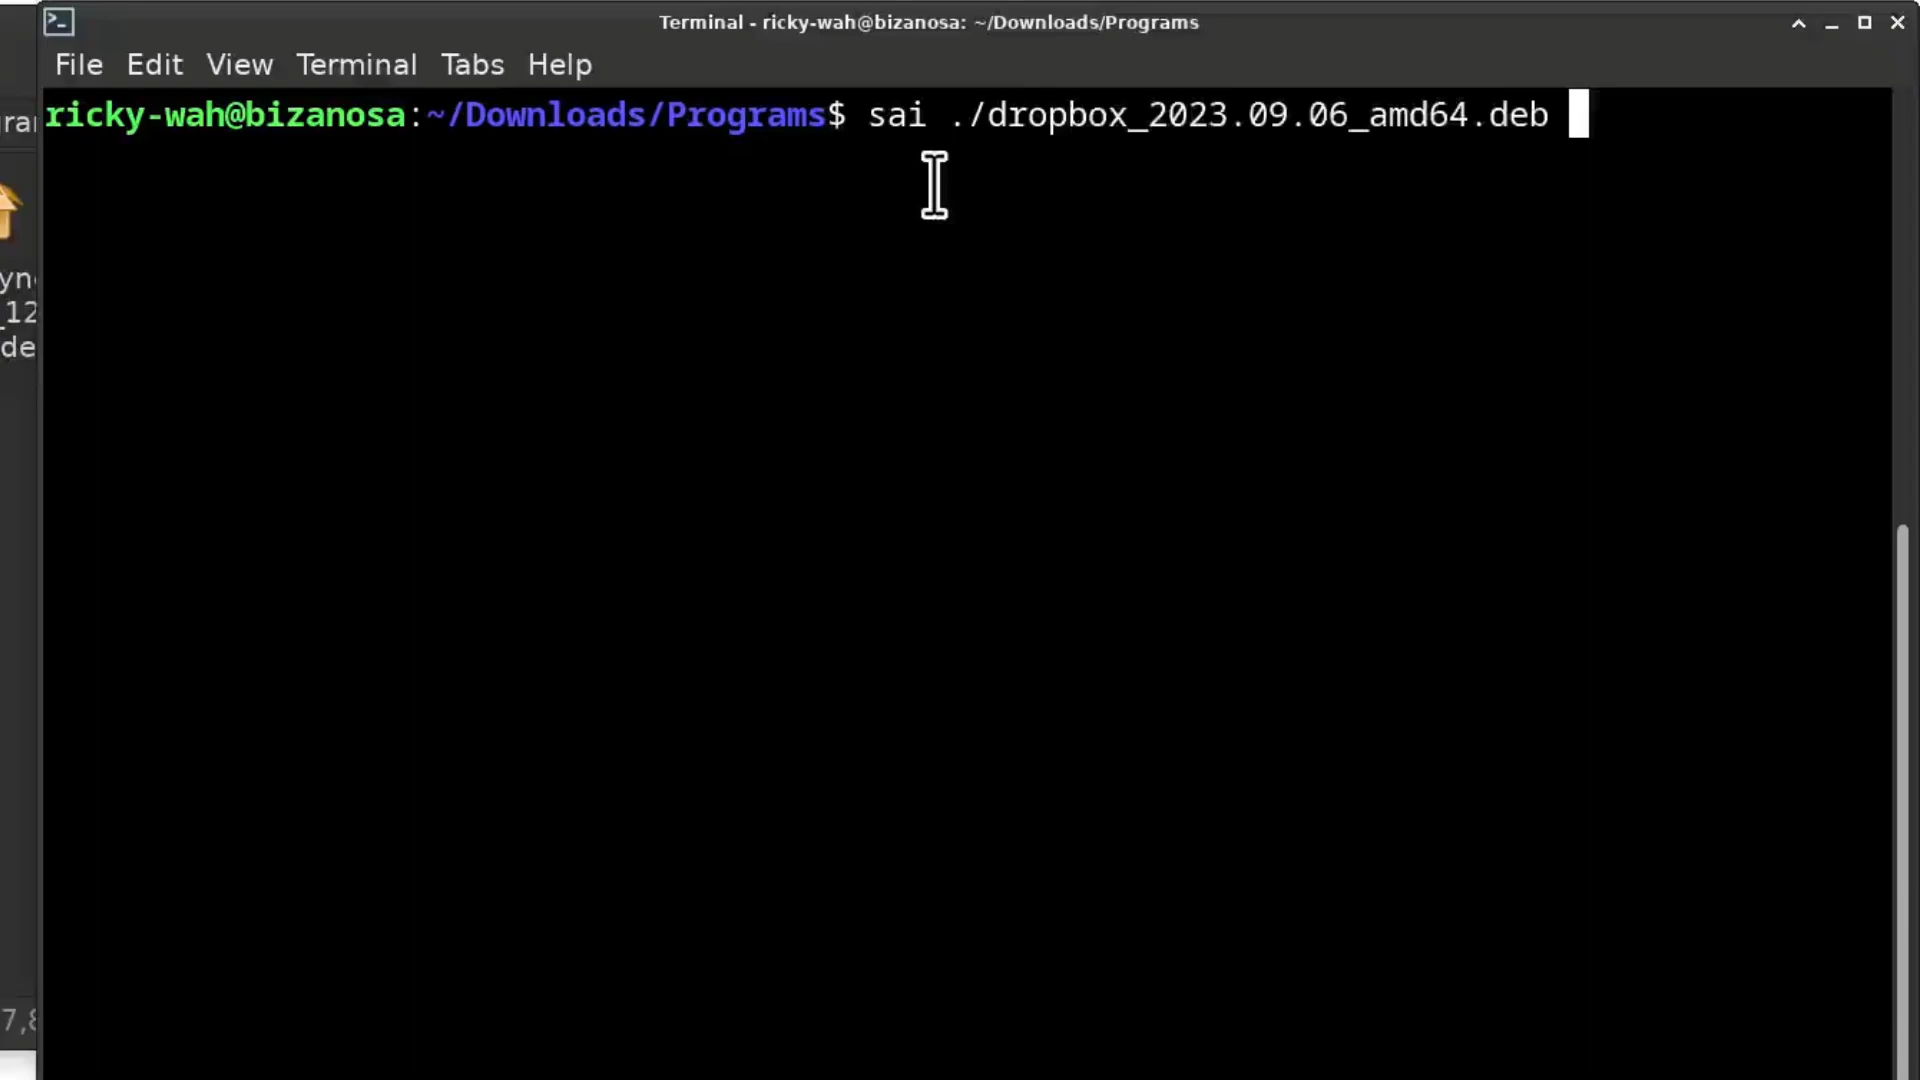 Terminal - ricky-wah@bizanosa: ~/Downloads/Programs
File Edit View Terminal Tabs Help
ricky-wah@bizanosa:~/Downloads/Programs$ sai ./dropbox_2023.09.06_amd64.deb
_12